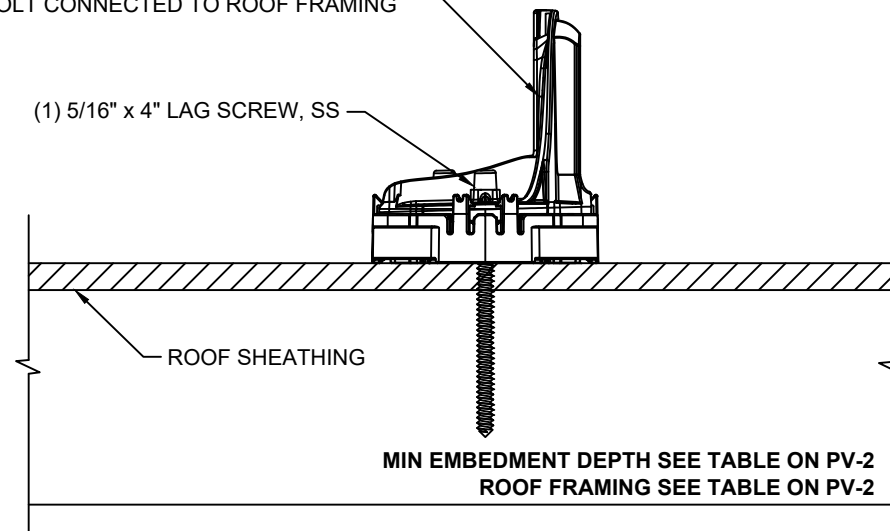 OLT CONNECTED TO ROOF FRAMING
(1) 5/16" x 4" LAG SCREW, SS
ROOF SHEATHING
MIN EMBEDMENT DEPTH SEE TABLE ON PV-2
ROOF FRAMING SEE TABLE ON PV-2